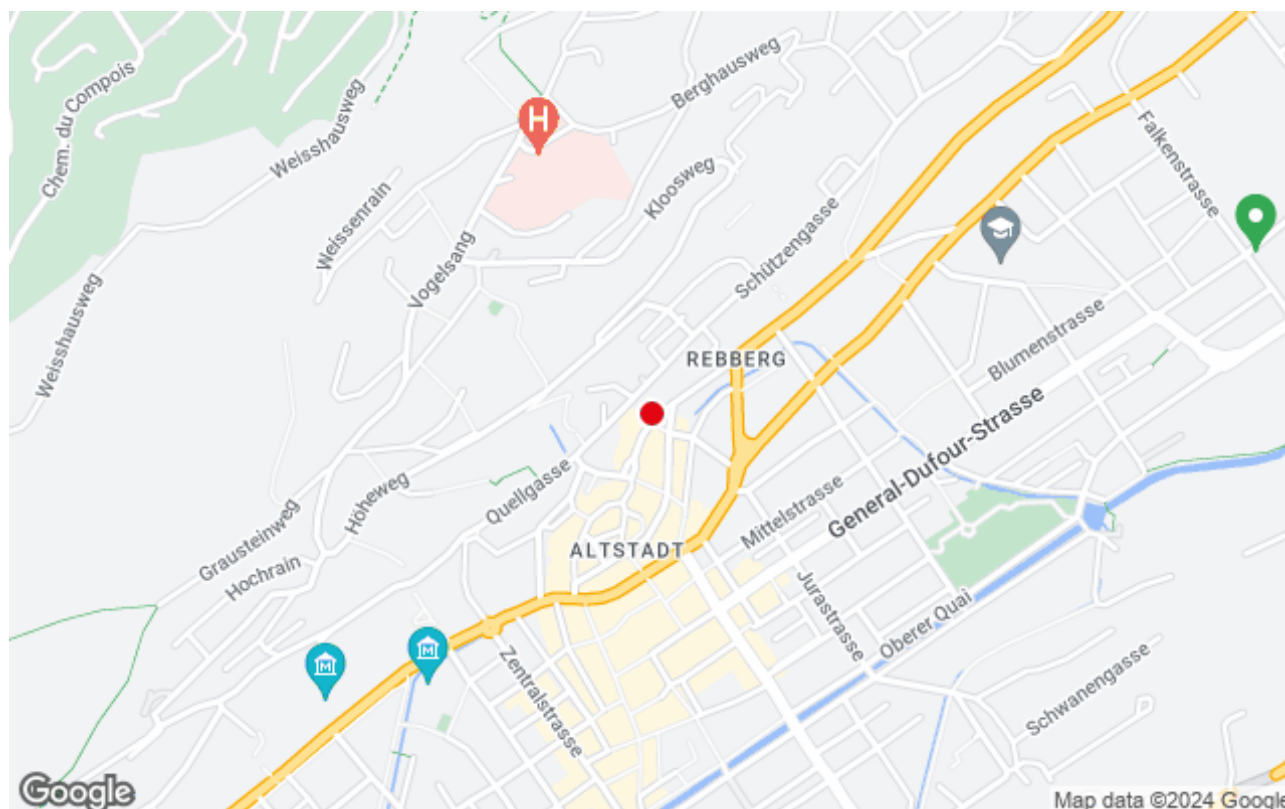 Chem. du Compois
Weisshausweg
Berghausweg
H
Falkenstrasse
Weissenrain
Kloosweg
Vogelsang
Schützengasse
Weisshausweg
REBBERG
Blumenstrasse
General-Dufour-Strasse
Quellgasse
Höheweg
Mittelstrasse
Grausteinweg
Hochrain
ALTSTADT
Jurastrasse
Oberer Quai
M
M
Zentralstrasse
Schwanengasse
Google
Map data ©2024 Google